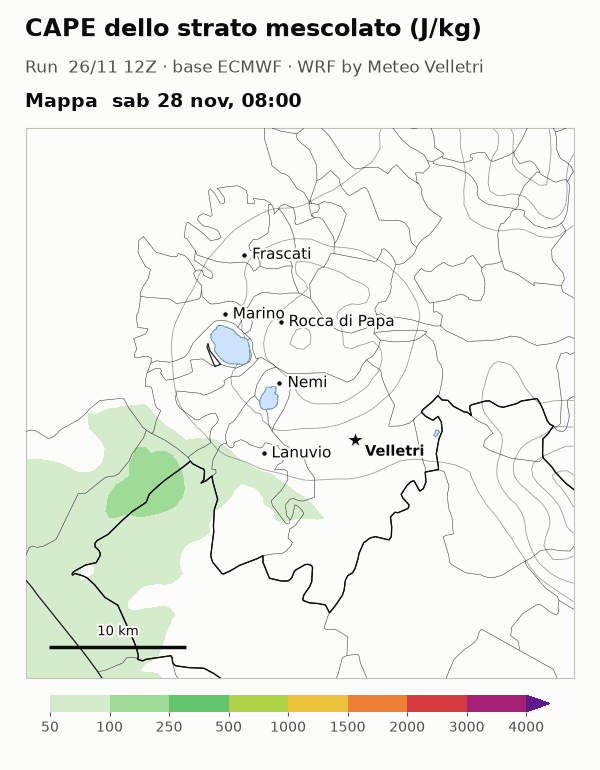 CAPE dello strato mescolato (J/kg)
Run  26/11 12Z · base ECMWF · WRF by Meteo Velletri
Mappa  sab 28 nov, 08:00
Frascati
Marino
Rocca di Papa
Nemi
Velletri
Lanuvio
10 km
50 100 250 500 1000 1500 2000 3000 4000